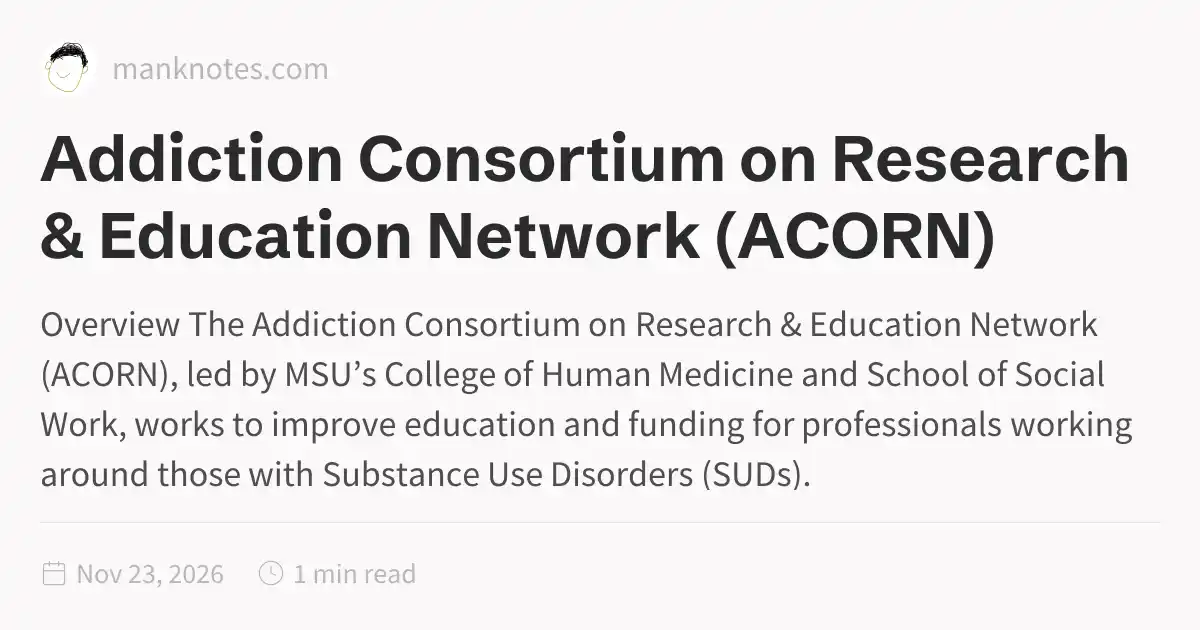 manknotes.com
Addiction Consortium on Research
& Education Network (ACORN)
Overview The Addiction Consortium on Research & Education Network
(ACORN), led by MSU’s College of Human Medicine and School of Social
Work, works to improve education and funding for professionals working
around those with Substance Use Disorders (SUDs).
Nov 23, 2026 1 min read